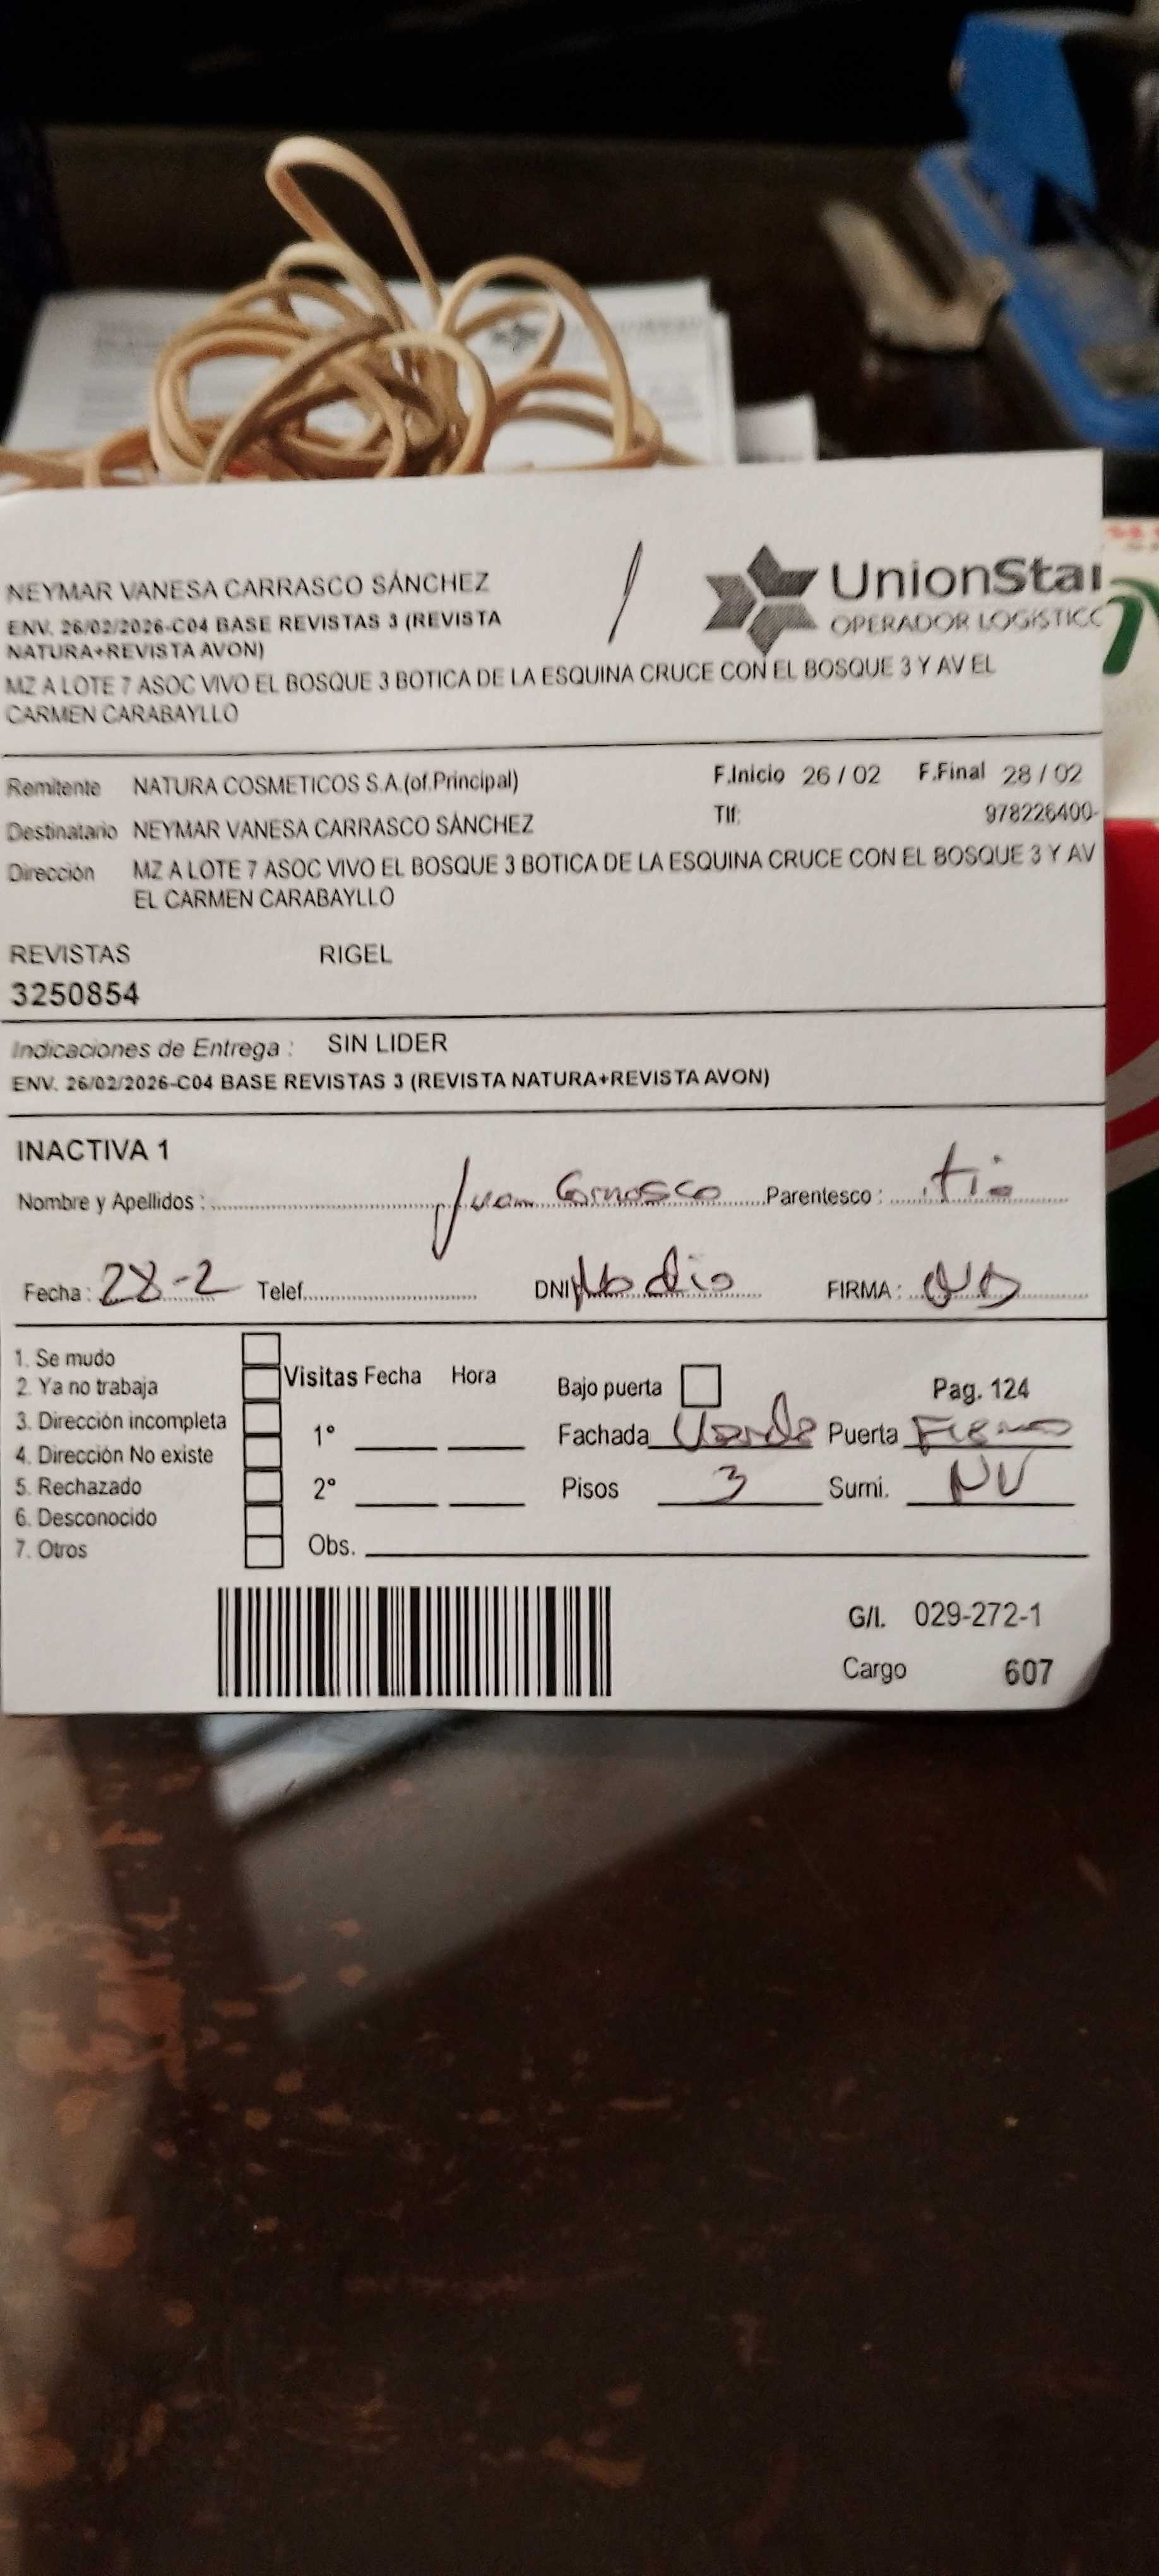 NEYMAR VANESA CARRASCO SÁNCHEZ
ENV. 26/02/2026-C04 BASE REVISTAS 3 (REVISTA
NATURA+REVISTA AVON)
MZ A LOTE 7 ASOC VIVO EL BOSQUE 3 BOTICA DE LA ESQUINA CRUCE CON EL BOSQUE 3 Y AV EL
CARMEN CARABAYLLO
UnionStar
OPERADOR LOGÍSTICO
Remitente NATURA COSMETICOS S.A.(of.Principal) F.Inicio 26 / 02 F.Final 28 / 02
Destinatario NEYMAR VANESA CARRASCO SÁNCHEZ Tlf: 978226400-
Dirección MZ A LOTE 7 ASOC VIVO EL BOSQUE 3 BOTICA DE LA ESQUINA CRUCE CON EL BOSQUE 3 Y AV
EL CARMEN CARABAYLLO
REVISTAS RIGEL
3250854
Indicaciones de Entrega : SIN LIDER
ENV. 26/02/2026-C04 BASE REVISTAS 3 (REVISTA NATURA+REVISTA AVON)
INACTIVA 1
Nombre y Apellidos : Juan Carrasco Parentesco : tio
Fecha : 28-2 Telef. DNI No dio FIRMA :
1. Se mudo
2. Ya no trabaja
3. Dirección incompleta
4. Dirección No existe
5. Rechazado
6. Desconocido
7. Otros
Visitas Fecha Hora
1°
2°
Obs.
Bajo puerta Pag. 124
Fachada Verde Puerta Fierro
Pisos 3 Sumi. NV
G/I. 029-272-1
Cargo 607